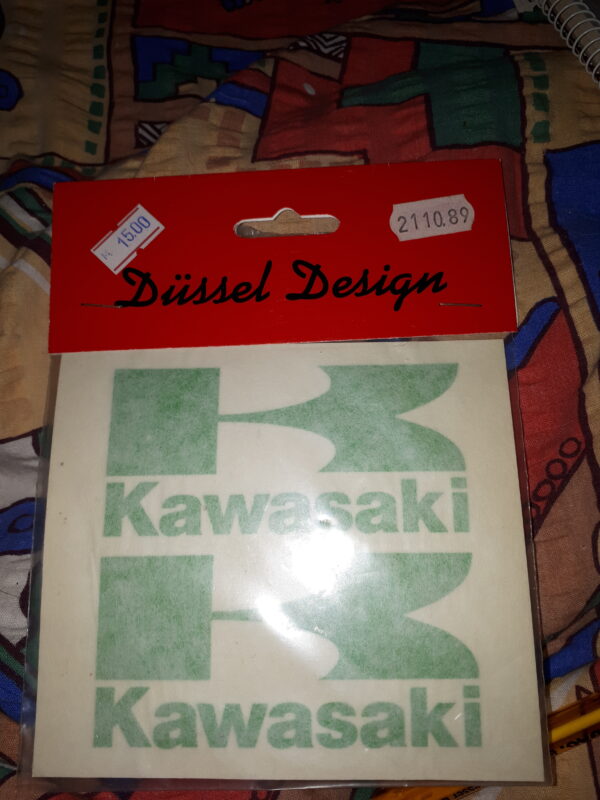 15.00
2110.89
Düssel Design
Kawasaki
Kawasaki